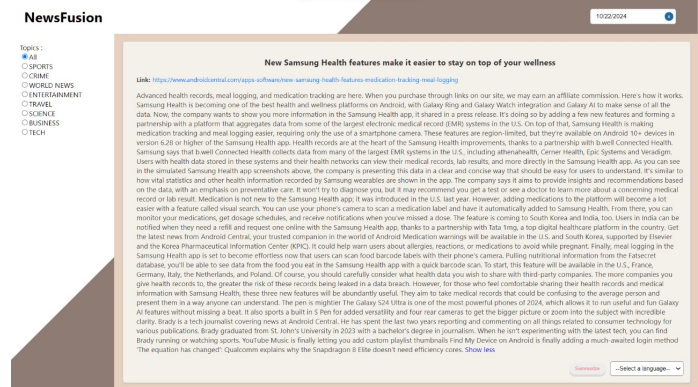 NewsFusion
10/22/2024
Topics :
All
SPORTS
CRIME
WORLD NEWS
ENTERTAINMENT
TRAVEL
SCIENCE
BUSINESS
TECH
New Samsung Health features make it easier to stay on top of your wellness
Link: https://www.androidcentral.com/apps-software/new-samsung-health-features-medication-tracking-meal-logging
Advanced health records, meal logging, and medication tracking are here. When you purchase through links on our site, we may earn an affiliate commission. Here's how it works.
Samsung Health is becoming one of the best health and wellness platforms on Android, with Galaxy Ring and Galaxy Watch integration and Galaxy AI to make sense of all the
data. Now, the company wants to show you more information in the Samsung Health app, it shared in a press release. It's doing so by adding a few new features and forming a
partnership with a platform that aggregates data from some of the largest electronic medical record (EMR) systems in the U.S. On top of that, Samsung Health is making
medication tracking and meal logging easier, requiring only the use of a smartphone camera. These features are region-limited, but they're available on Android 10+ devices in
version 6.28 or higher of the Samsung Health app. Health records are at the heart of the Samsung Health improvements, thanks to a partnership with b.well Connected Health.
Samsung says that b.well Connected Health collects data from many of the largest EMR systems in the U.S., including athenahealth, Cerner Health, Epic Systems and Veradigm.
Users with health data stored in these systems and their health networks can view their medical records, lab results, and more directly in the Samsung Health app. As you can see
in the simulated Samsung Health app screenshots above, the company is presenting this data in a clear and concise way that should be easy for users to understand. It's similar to
how vital statistics and other health information recorded by Samsung wearables are shown in the app. The company says it aims to provide insights and recommendations based
on the data, with an emphasis on preventative care. It won't try to diagnose you, but it may recommend you get a test or see a doctor to learn more about a concerning medical
record or lab result. Medication is not new to the Samsung Health app; it was introduced in the U.S. last year. However, adding medications to the platform will become a lot
easier with a feature called visual search. You can use your phone's camera to scan a medication label and have it automatically added to Samsung Health. From there, you can
monitor your medications, get dosage schedules, and receive notifications when you've missed a dose. The feature is coming to South Korea and India, too. Users in India can be
notified when they need a refill and request one online with the Samsung Health app, thanks to a partnership with Tata 1mg, a top digital healthcare platform in the country. Get
the latest news from Android Central, your trusted companion in the world of Android Medication warnings will be available in the U.S. and South Korea, supported by Elsevier
and the Korea Pharmaceutical Information Center (KPIC). It could help warn users about allergies, reactions, or medications to avoid while pregnant. Finally, meal logging in the
Samsung Health app is set to become effortless now that users can scan food barcode labels with their phone's camera. Pulling nutritional information from the Fatsecret
database, you'll be able to see data from the food you eat in the Samsung Health app with a quick barcode scan. To start, this feature will be available in the U.S., France,
Germany, Italy, the Netherlands, and Poland. Of course, you should carefully consider what health data you wish to share with third-party companies. The more companies you
give health records to, the greater the risk of these records being leaked in a data breach. However, for those who feel comfortable sharing their health records and medical
information with Samsung Health, these three new features will be abundantly useful. They aim to take medical records that could be confusing to the average person and
present them in a way anyone can understand. The pen is mightier The Galaxy S24 Ultra is one of the most powerful phones of 2024, which allows it to run useful and fun Galaxy
AI features without missing a beat. It also sports a built in S Pen for added versatility and four rear cameras to get the bigger picture or zoom into the subject with incredible
clarity. Brady is a tech journalist covering news at Android Central. He has spent the last two years reporting and commenting on all things related to consumer technology for
various publications. Brady graduated from St. John's University in 2023 with a bachelor's degree in journalism. When he isn't experimenting with the latest tech, you can find
Brady running or watching sports. YouTube Music is finally letting you add custom playlist thumbnails Find My Device on Android is finally adding a much-awaited login method
'The equation has changed': Qualcomm explains why the Snapdragon 8 Elite doesn't need efficiency cores. Show less
Summarize
--Select a language--